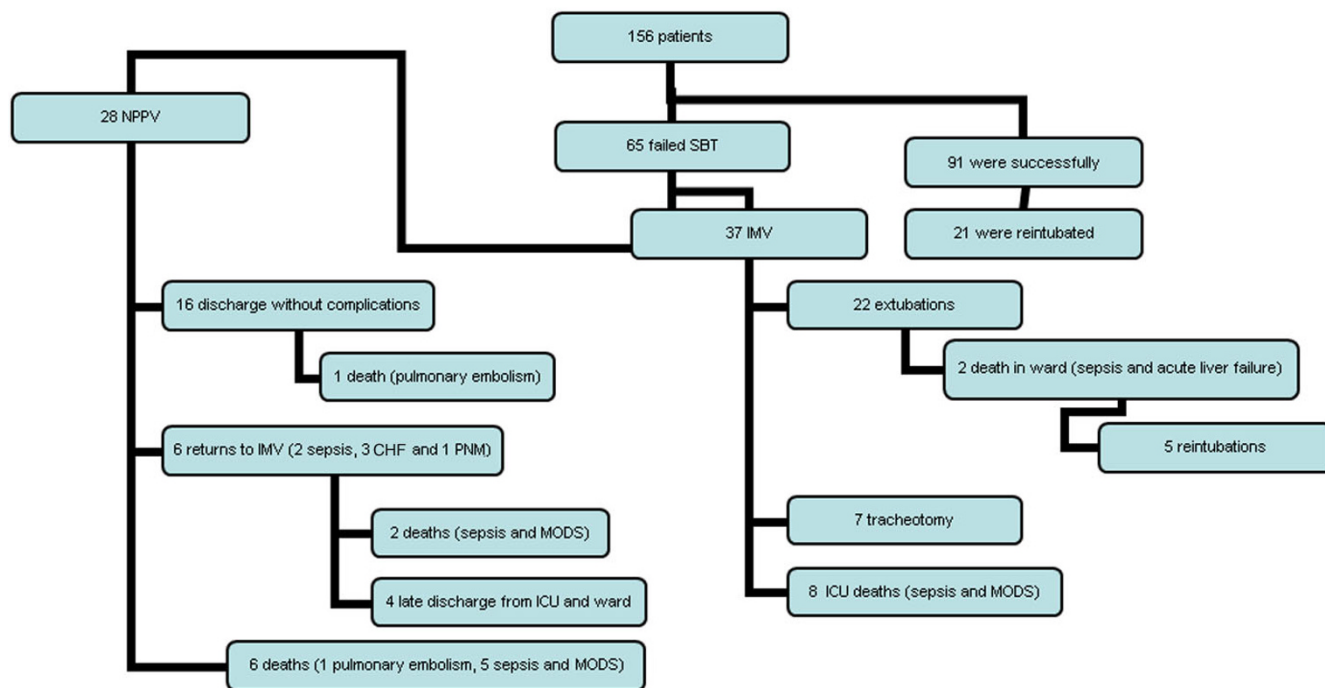 156 patients
28 NPPV
65 failed SBT
91 were successfully
37 IMV
21 were reintubated
16 discharge without complications
22 extubations
1 death (pulmonary embolism)
2 death in ward (sepsis and acute liver failure)
6 returns to IMV (2 sepsis, 3 CHF and 1 PNM)
5 reintubations
2 deaths (sepsis and MODS)
7 tracheotomy
4 late discharge from ICU and ward
8 ICU deaths (sepsis and MODS)
6 deaths (1 pulmonary embolism, 5 sepsis and MODS)